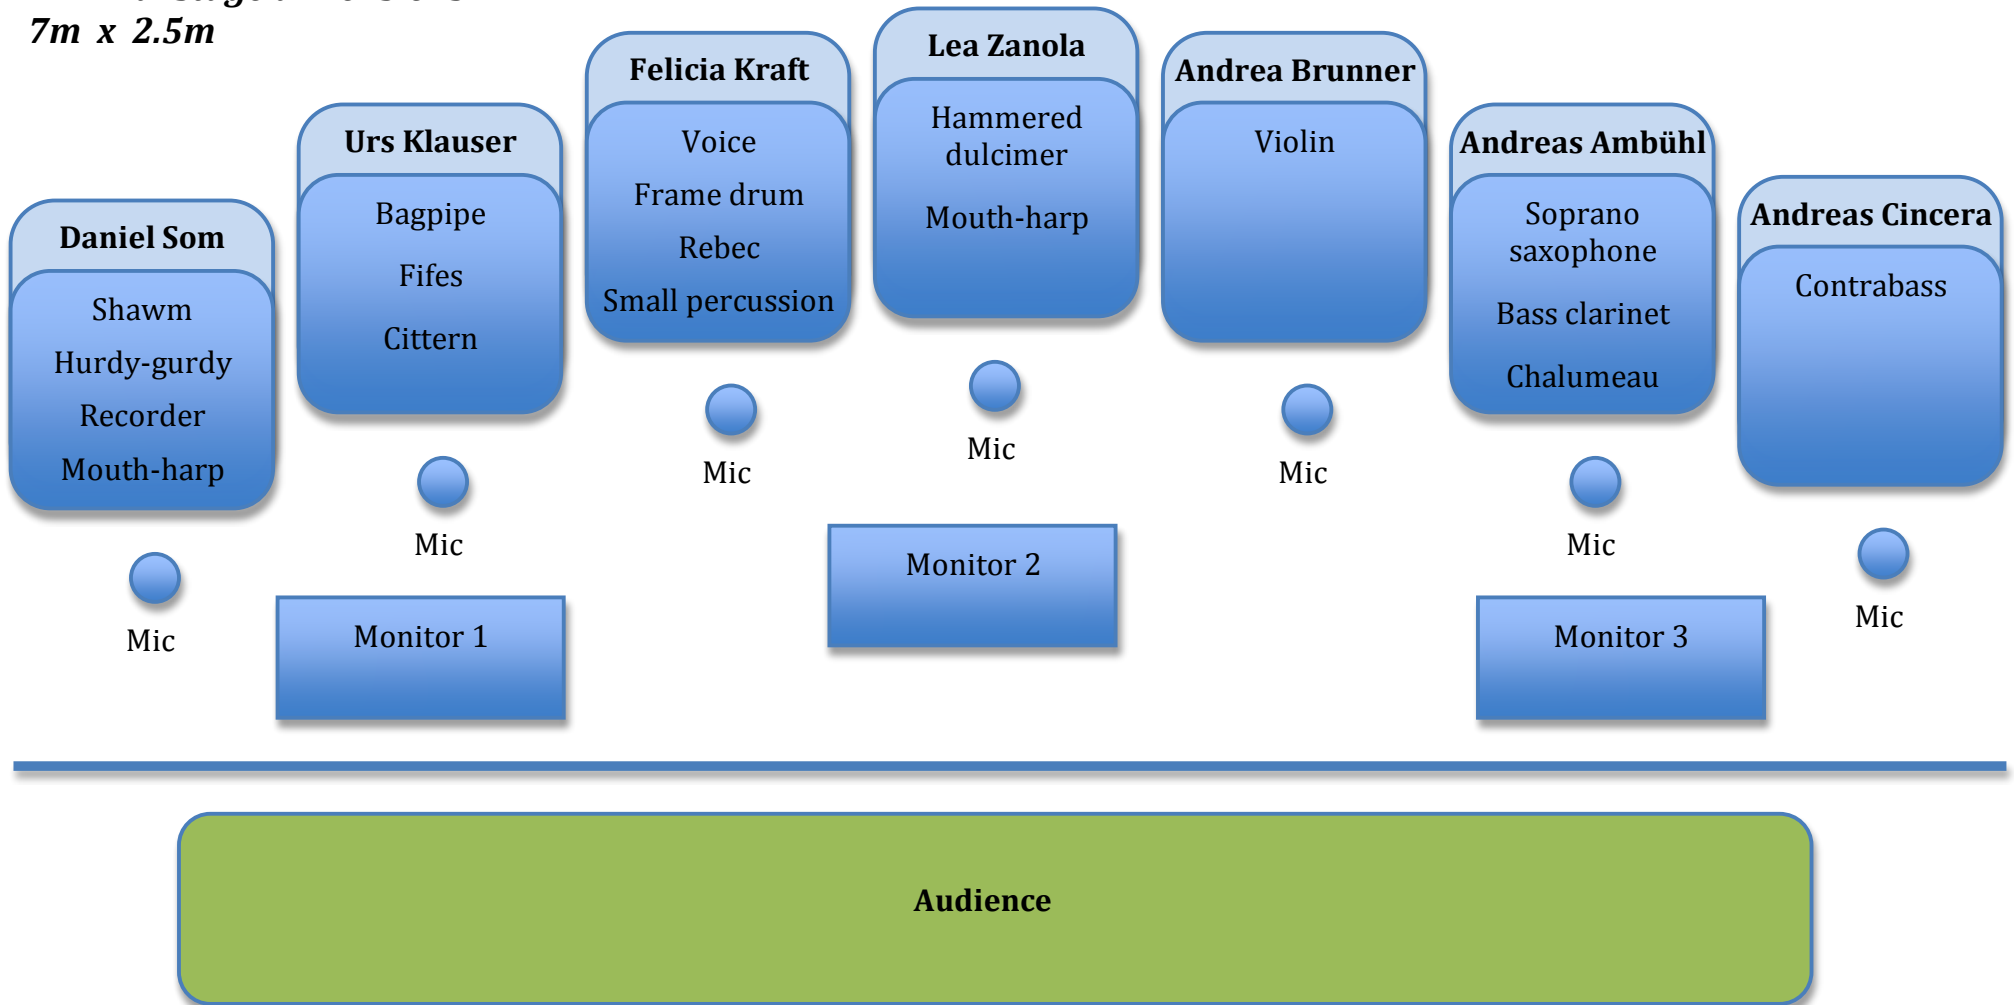 7m x 2.5m
Daniel Som
Shawm
Hurdy-gurdy
Recorder
Mouth-harp
Mic
Urs Klauser
Bagpipe
Fifes
Cittern
Mic
Monitor 1
Felicia Kraft
Voice
Frame drum
Rebec
Small percussion
Mic
Lea Zanola
Hammered
dulcimer
Mouth-harp
Mic
Monitor 2
Andrea Brunner
Violin
Mic
Andreas Ambühl
Soprano
saxophone
Bass clarinet
Chalumeau
Mic
Monitor 3
Andreas Cincera
Contrabass
Mic
Audience